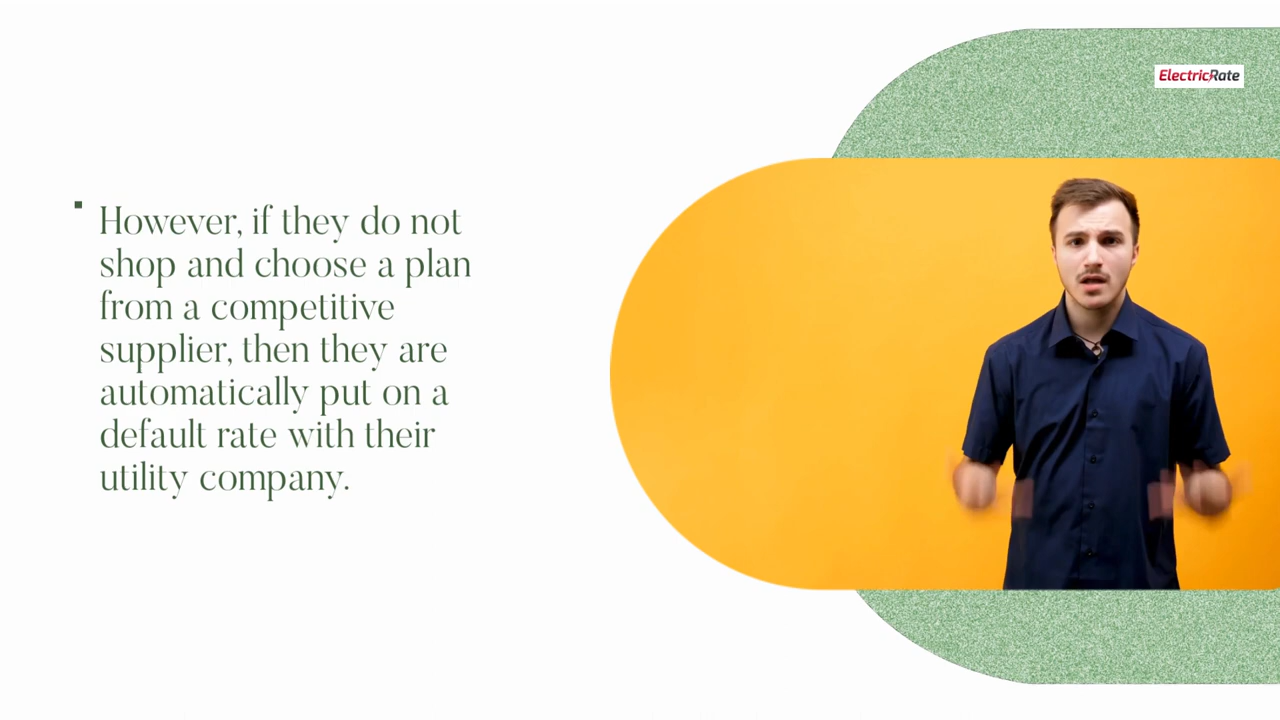 ElectricRate
However, if they do not
shop and choose a plan
from a competitive
supplier, then they are
automatically put on a
default rate with their
utility company.